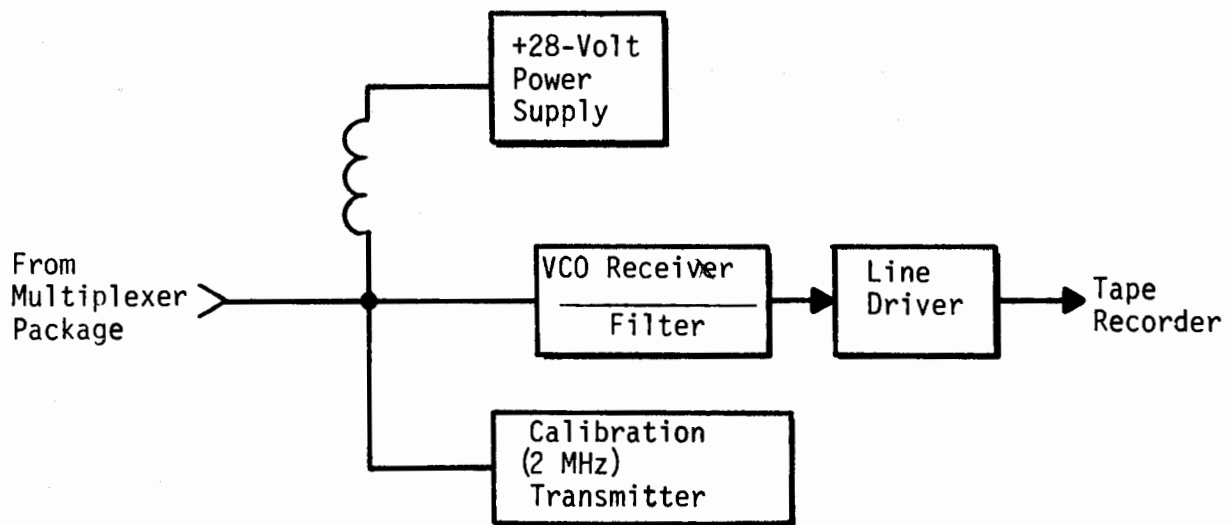 +28-Volt
Power
Supply
From
Multiplexer
Package
VCO Receiver
Filter
Line
Driver
Tape
Recorder
Calibration
(2 MHz)
Transmitter